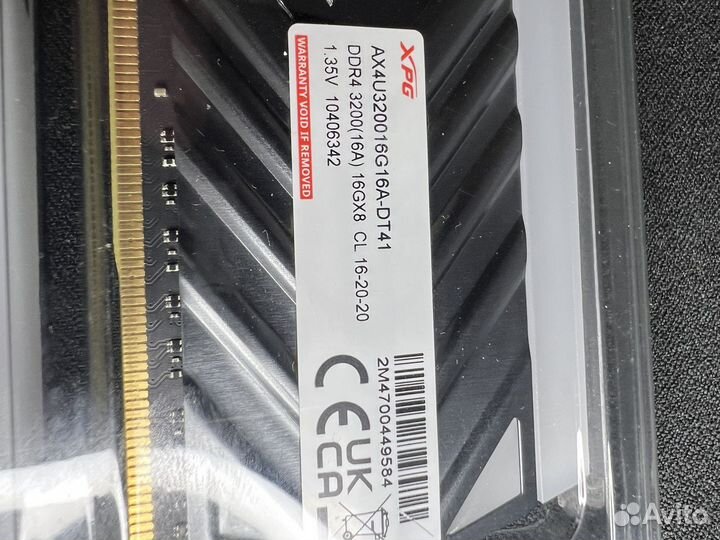 XPG
AX4U320016G16A-DT41
DDR4 3200(16A) 16GX8 CL 16-20-20
1.35V 10406342
WARRANTY VOID IF REMOVED
2M4700449584
CE
UK
CA
Avito